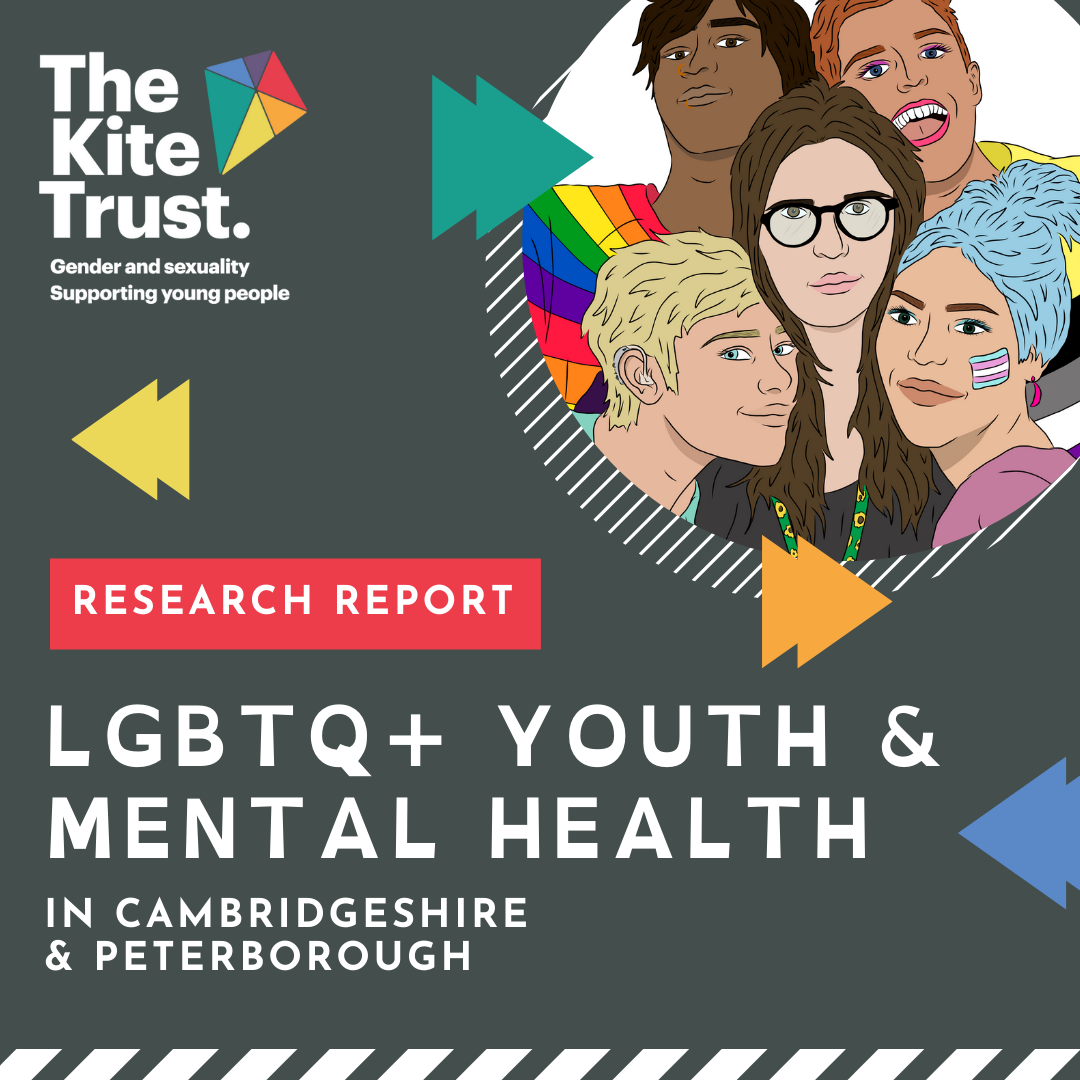 The
Kite
Trust.
Gender and sexuality
Supporting young people
RESEARCH REPORT
LGBTQ+ YOUTH &
MENTAL HEALTH
IN CAMBRIDGESHIRE
& PETERBOROUGH